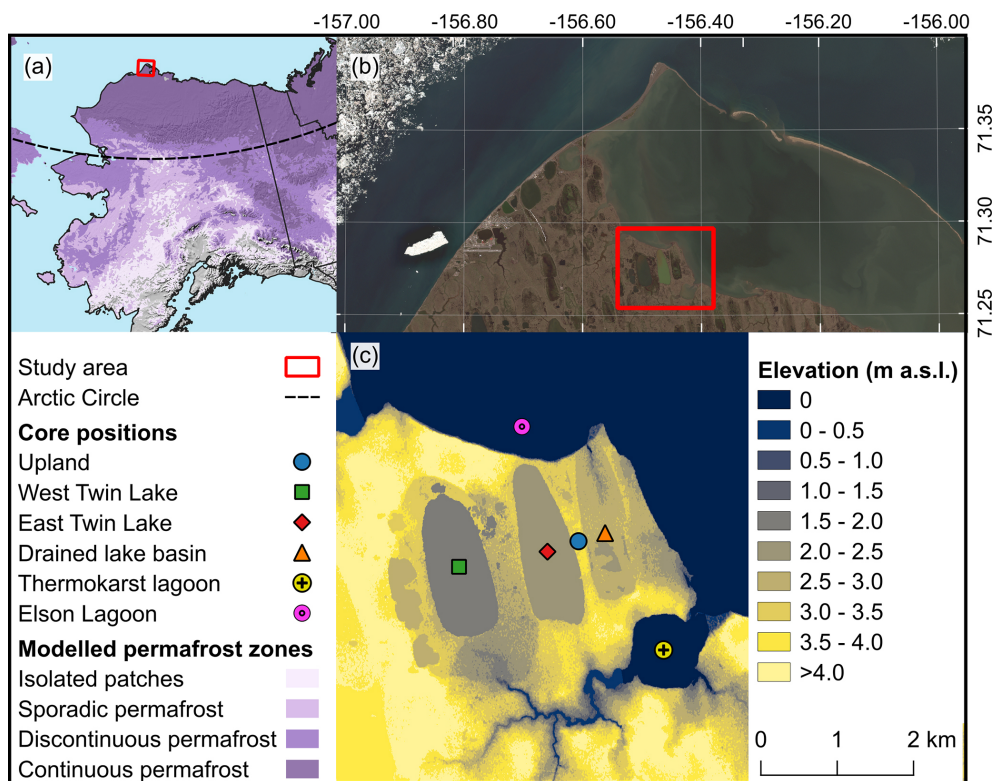 -157.00 -156.80 -156.60 -156.40 -156.20 -156.00
(a)
(b)
71.35
71.30
71.25
(c)
Study area
Arctic Circle
Core positions
Upland
West Twin Lake
East Twin Lake
Drained lake basin
Thermokarst lagoon
Elson Lagoon
Modelled permafrost zones
Isolated patches
Sporadic permafrost
Discontinuous permafrost
Continuous permafrost
Elevation (m a.s.l.)
0
0 - 0.5
0.5 - 1.0
1.0 - 1.5
1.5 - 2.0
2.0 - 2.5
2.5 - 3.0
3.0 - 3.5
3.5 - 4.0
>4.0
0 1 2 km